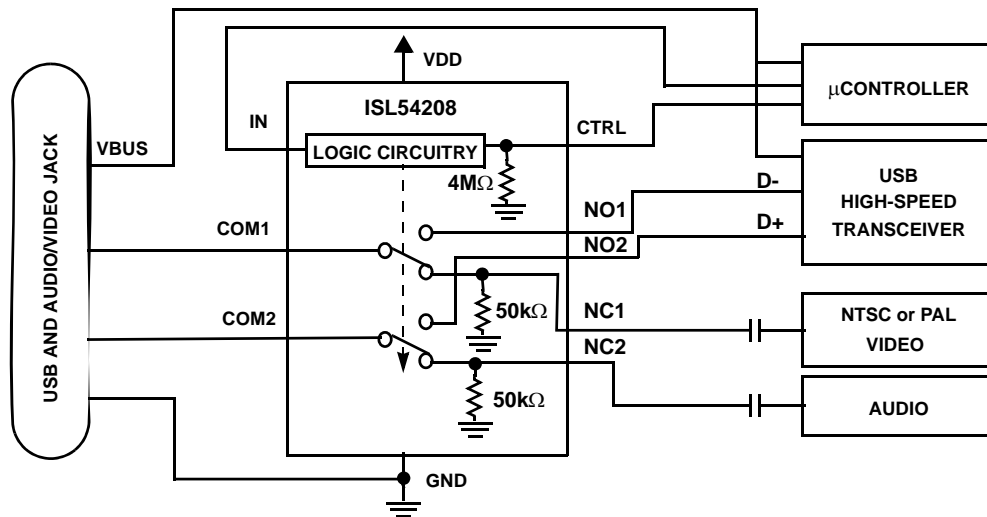 VDD
ISL54208
µCONTROLLER
IN
CTRL
LOGIC CIRCUITRY
VBUS
4MΩ
USB
HIGH-SPEED
TRANSCEIVER
D-
D+
NO1
NO2
USB AND AUDIO/VIDEO JACK
COM1
COM2
50kΩ
NC1
NC2
NTSC or PAL
VIDEO
50kΩ
AUDIO
GND